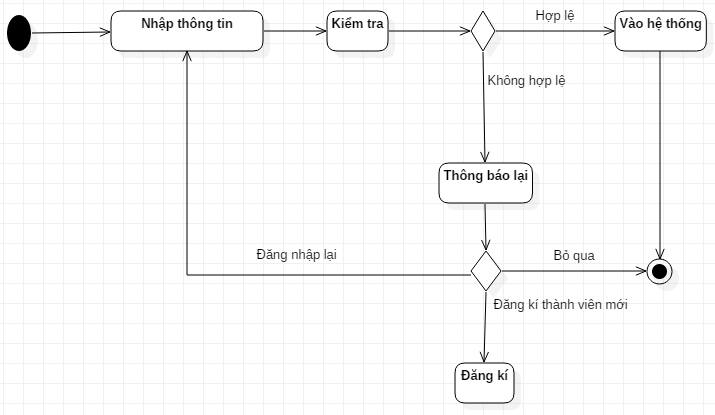 Nhập thông tin
Kiểm tra
Hợp lệ
Vào hệ thống
Không hợp lệ
Thông báo lại
Đăng nhập lại
Bỏ qua
Đăng kí thành viên mới
Đăng kí